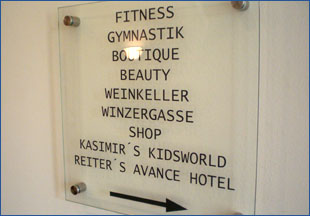 FITNESS
GYMNASTIK
BOUTIQUE
BEAUTY
WEINKELLER
WINZERGASSE
SHOP
KASIMIR´S KIDSWORLD
REITER´S AVANCE HOTEL